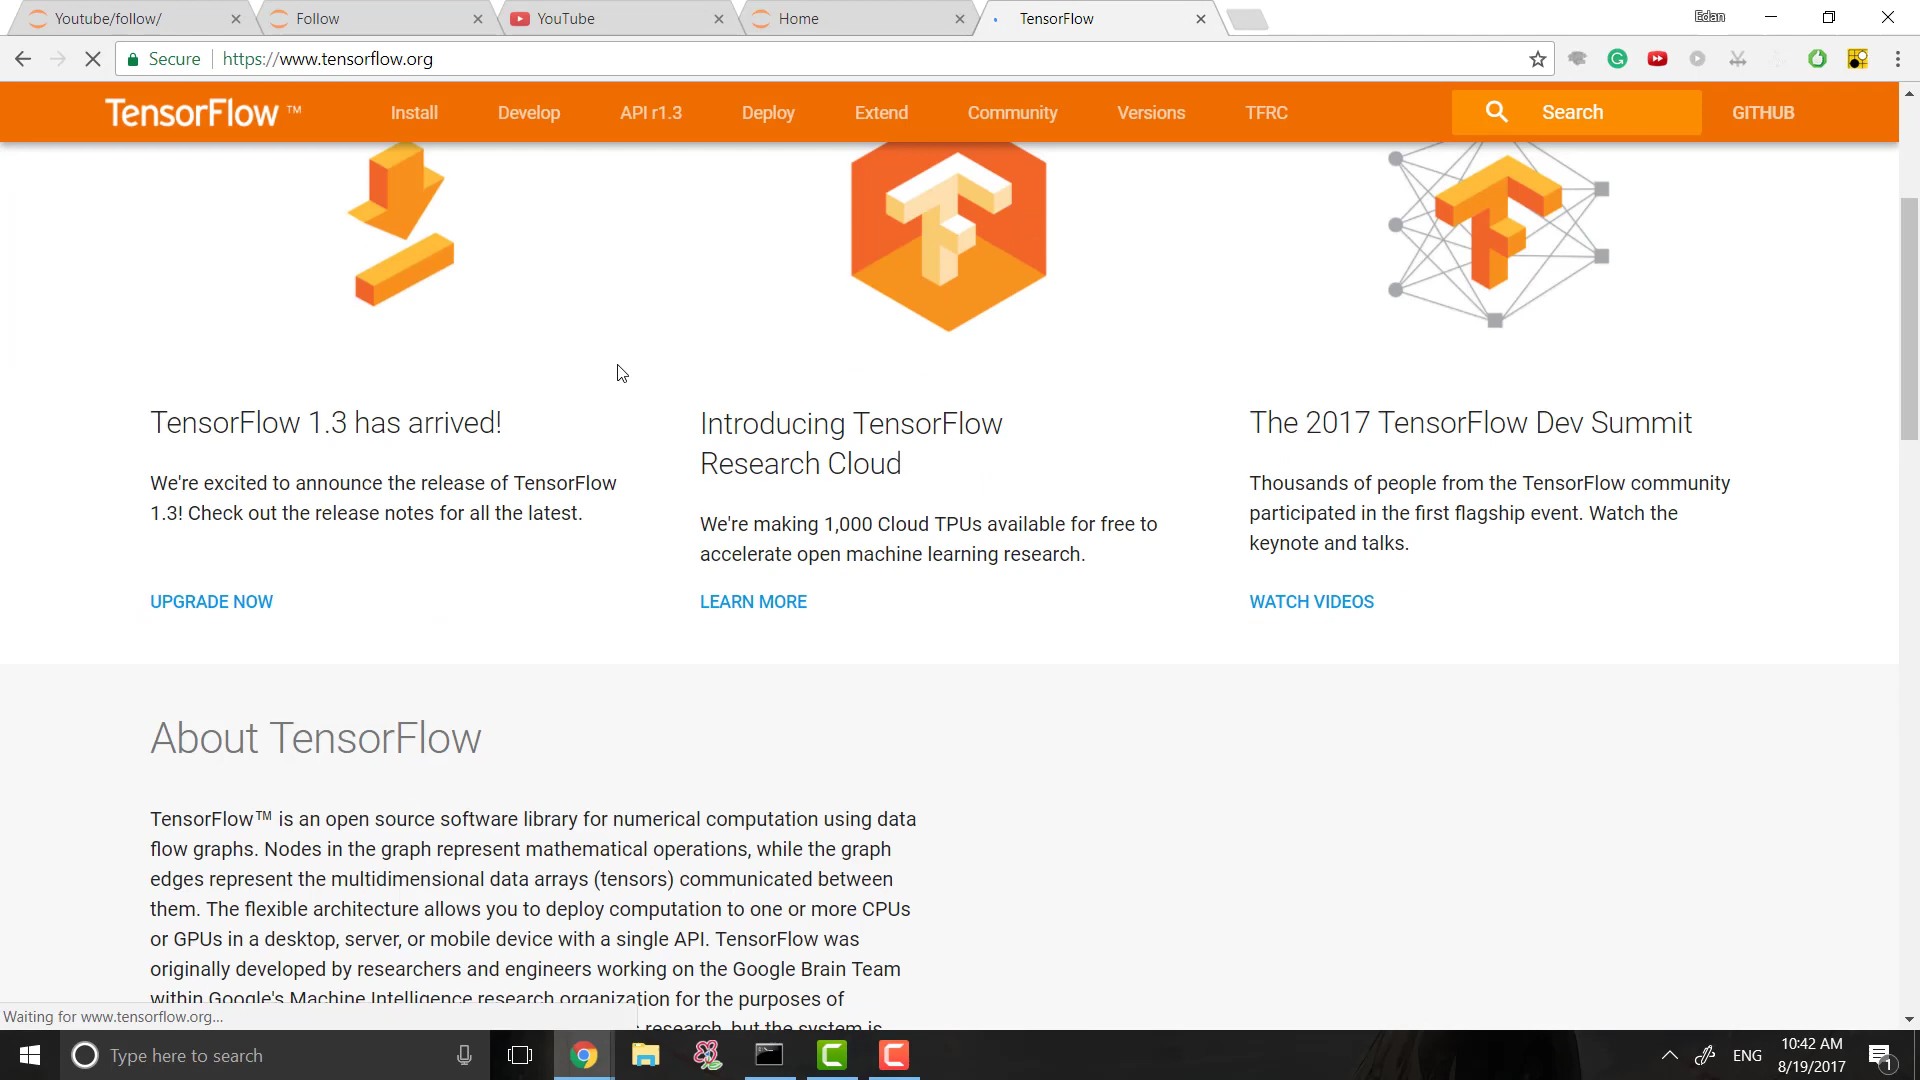 Youtube/follow/
Follow
YouTube
Home
TensorFlow
Edan
Secure
https://www.tensorflow.org
TensorFlow ™
Install
Develop
API r1.3
Deploy
Extend
Community
Versions
TFRC
Search
GITHUB
TensorFlow 1.3 has arrived!
We're excited to announce the release of TensorFlow
1.3! Check out the release notes for all the latest.
UPGRADE NOW
Introducing TensorFlow
Research Cloud
We're making 1,000 Cloud TPUs available for free to
accelerate open machine learning research.
LEARN MORE
The 2017 TensorFlow Dev Summit
Thousands of people from the TensorFlow community
participated in the first flagship event. Watch the
keynote and talks.
WATCH VIDEOS
About TensorFlow
TensorFlow™ is an open source software library for numerical computation using data
flow graphs. Nodes in the graph represent mathematical operations, while the graph
edges represent the multidimensional data arrays (tensors) communicated between
them. The flexible architecture allows you to deploy computation to one or more CPUs
or GPUs in a desktop, server, or mobile device with a single API. TensorFlow was
originally developed by researchers and engineers working on the Google Brain Team
within Google's Machine Intelligence research organization for the purposes of
research, but the system is
Waiting for www.tensorflow.org...
Type here to search
ENG
10:42 AM
8/19/2017
1